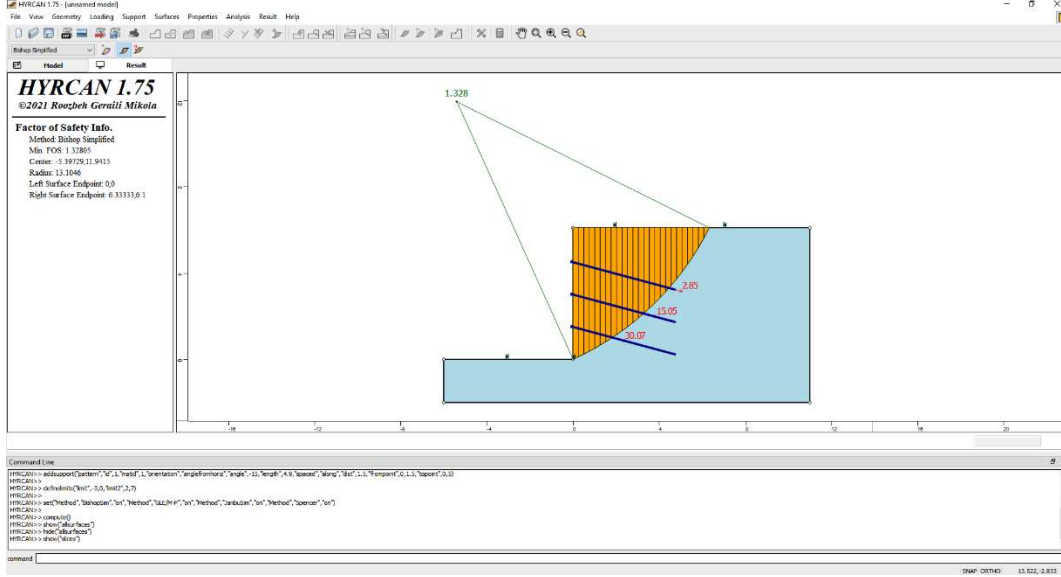 HYRCAN 1.75 - [unnamed model]
File View Geometry Loading Support Surfaces Properties Analysis Result Help
Bishop Simplified
Model Result
HYRCAN 1.75
©2021 Roozbeh Geraili Mikola
Factor of Safety Info.
Method: Bishop Simplified
Min. FOS: 1.32805
Center: -5.39729,11.9415
Radius: 13.1046
Left Surface Endpoint: 0,0
Right Surface Endpoint: 6.33333,6.1
1.328
12
8
4
0
2.85
15.05
30.07
-16 -12 -8 -4 0 4 8 12 16 20
Command Line
HYRCAN>> addsupport("pattern","id",1,"matid",1,"orientation","anglefromhoriz","angle",-15,"length",4.9,"spaced","along","dist",1.5,"frompoint",0,1.5,"topoint",0,5)
HYRCAN>>
HYRCAN>> definelimits("limit",-3,0,"limit2",2,7)
HYRCAN>>
HYRCAN>> set("Method","BishopSim","on","Method","GLE/M-P","on","Method","JanbuSim","on","Method","Spencer","on")
HYRCAN>>
HYRCAN>> compute()
HYRCAN>> show("allsurfaces")
HYRCAN>> hide("allsurfaces")
HYRCAN>> show("slices")
command
SNAP ORTHO 13.522,-2.833